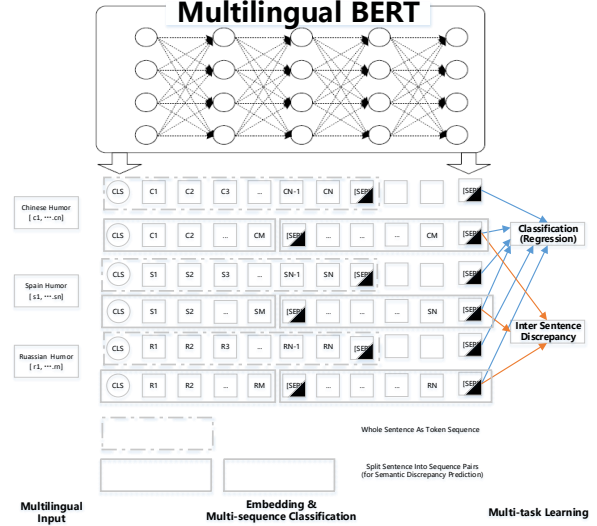 Multilingual BERT
CLS C1 C2 C3 ... CN-1 CN [SEP] [SEP]
Chinese Humor
[ c1, ···.cn]
CLS C1 C2 ... CM [SEP] ... ... ... CM [SEP]
Classification
(Regression)
CLS S1 S2 S3 ... SN-1 SN [SEP] [SEP]
Spain Humor
[ s1, ···.sn]
CLS S1 S2 ... SM [SEP] ... ... ... SN [SEP]
Inter Sentence
Discrepancy
CLS R1 R2 R3 ... RN-1 RN [SEP] [SEP]
Ruassian Humor
[ r1, ···.rn]
CLS R1 R2 ... RM [SEP] ... ... ... RN [SEP]
Whole Sentence As Token Sequence
Split Sentence Into Sequence Pairs
(for Semantic Discrepancy Prediction)
Multilingual
Input
Embedding &
Multi-sequence Classification
Multi-task Learning